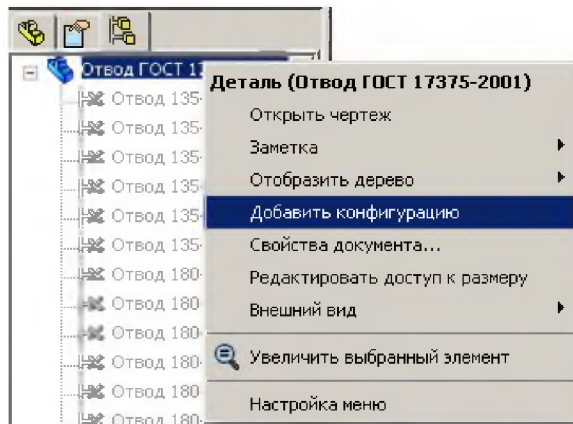 Отвод ГОСТ 1
Деталь (Отвод ГОСТ 17375-2001)
Отвод 135-
Открыть чертеж
Отвод 135-
Заметка
Отвод 135-
Отобразить дерево
Отвод 135-
Добавить конфигурацию
Отвод 135-
Свойства документа...
Отвод 135-
Редактировать доступ к размеру
Отвод 180-
Внешний вид
Отвод 180-
Отвод 180-
Увеличить выбранный элемент
Отвод 180-
Отвод 180-
Настройка меню
Отвод 180-